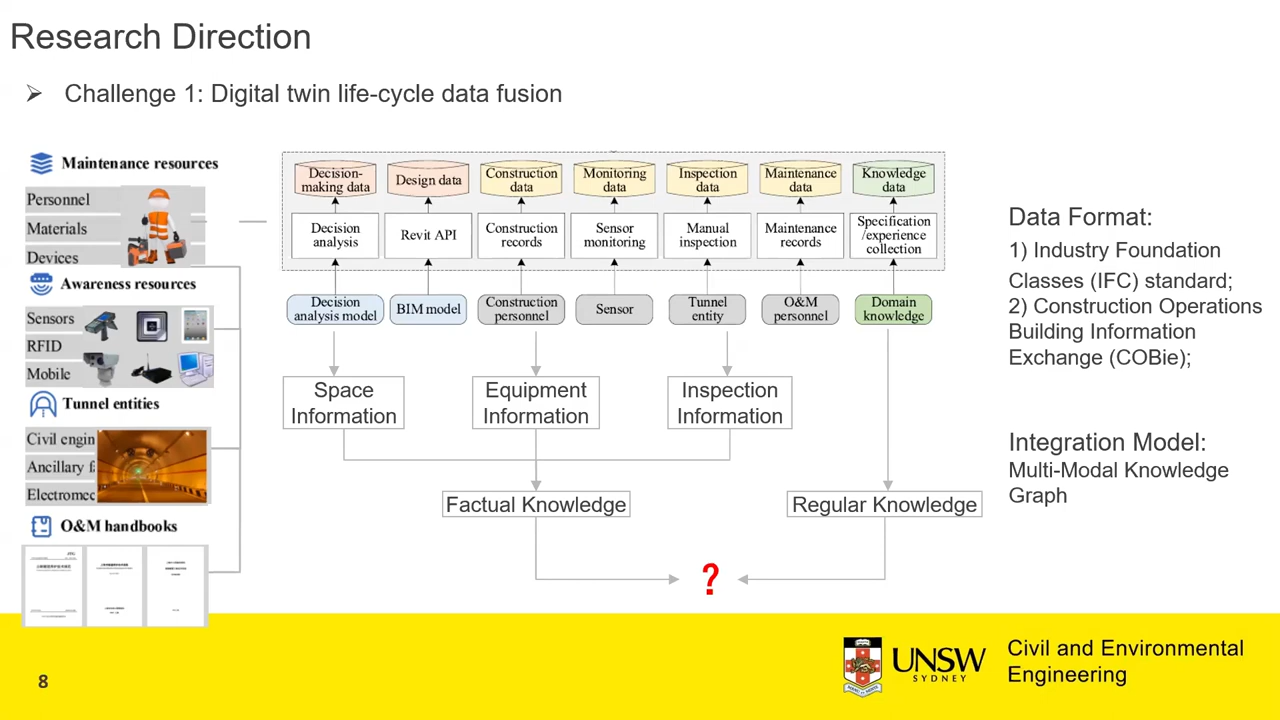 Research Direction
➢ Challenge 1: Digital twin life-cycle data fusion
Maintenance resources
Personnel
Materials
Devices
Awareness resources
Sensors
RFID
Mobile
Tunnel entities
Civil engin
Ancillary f
Electromec
O&M handbooks
Decision-
making data
Design data
Construction
data
Monitoring
data
Inspection
data
Maintenance
data
Knowledge
data
Decision
analysis
Revit API
Construction
records
Sensor
monitoring
Manual
inspection
Maintenance
records
Specification
/experience
collection
Decision
analysis model
BIM model
Construction
personnel
Sensor
Tunnel
entity
O&M
personnel
Domain
knowledge
Space
Information
Equipment
Information
Inspection
Information
Factual Knowledge
Regular Knowledge
?
Data Format:
1) Industry Foundation
Classes (IFC) standard;
2) Construction Operations
Building Information
Exchange (COBie);
Integration Model:
Multi-Modal Knowledge
Graph
8
UNSW
SYDNEY
Civil and Environmental
Engineering